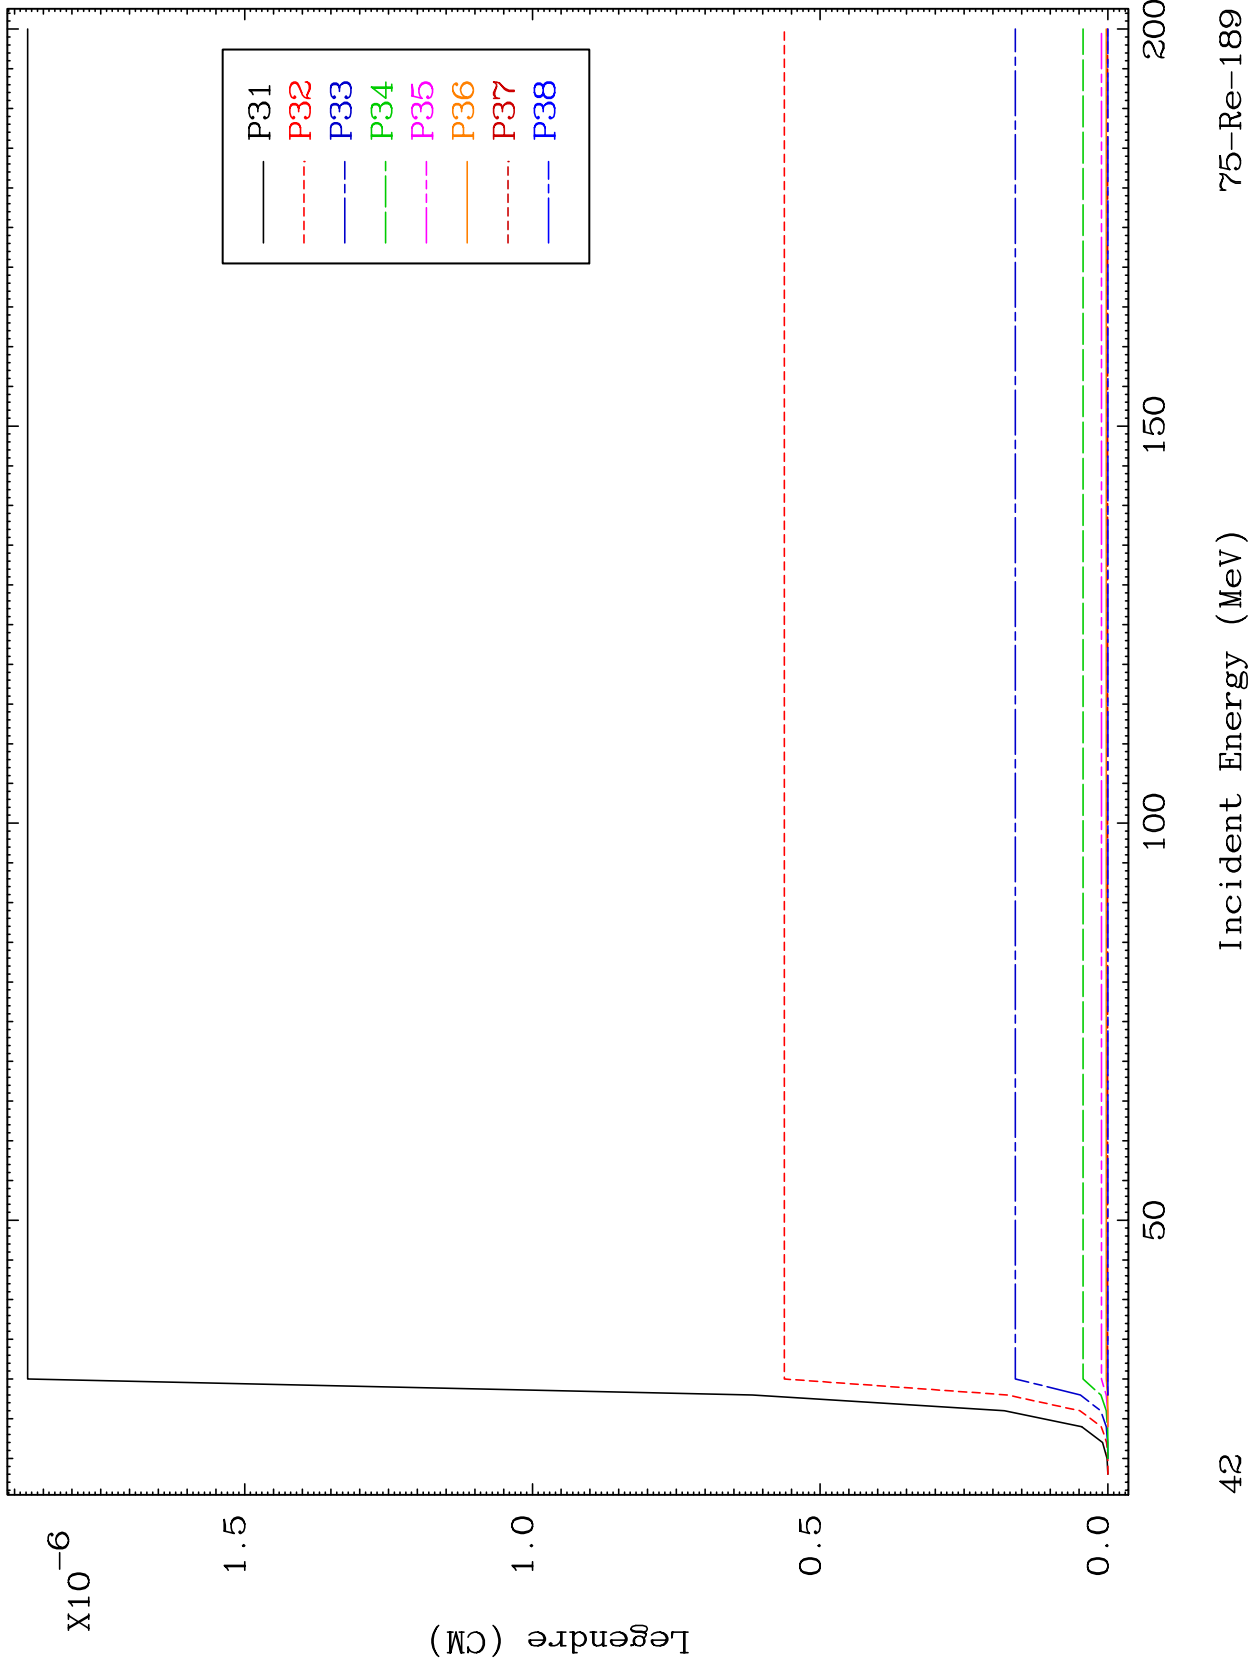 X10⁻⁶
Legendre (CM)
1.5
1.0
0.5
0.0
P31
P32
P33
P34
P35
P36
P37
P38
50
100
150
200
42
Incident Energy (MeV)
75-Re-189